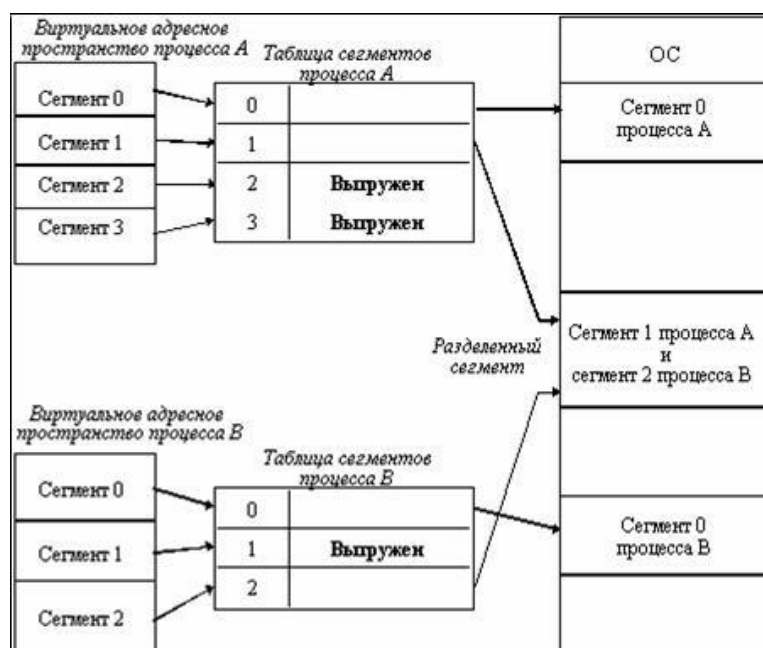 Виртуальное адресное
пространство процесса A
Сегмент 0
Сегмент 1
Сегмент 2
Сегмент 3
Таблица сегментов
процесса A
0
1
2 Выгружен
3 Выгружен
ОС
Сегмент 0
процесса A
Сегмент 1 процесса A
и
сегмент 2 процесса B
Сегмент 0
процесса B
Разделенный
сегмент
Виртуальное адресное
пространство процесса B
Сегмент 0
Сегмент 1
Сегмент 2
Таблица сегментов
процесса B
0
1 Выгружен
2